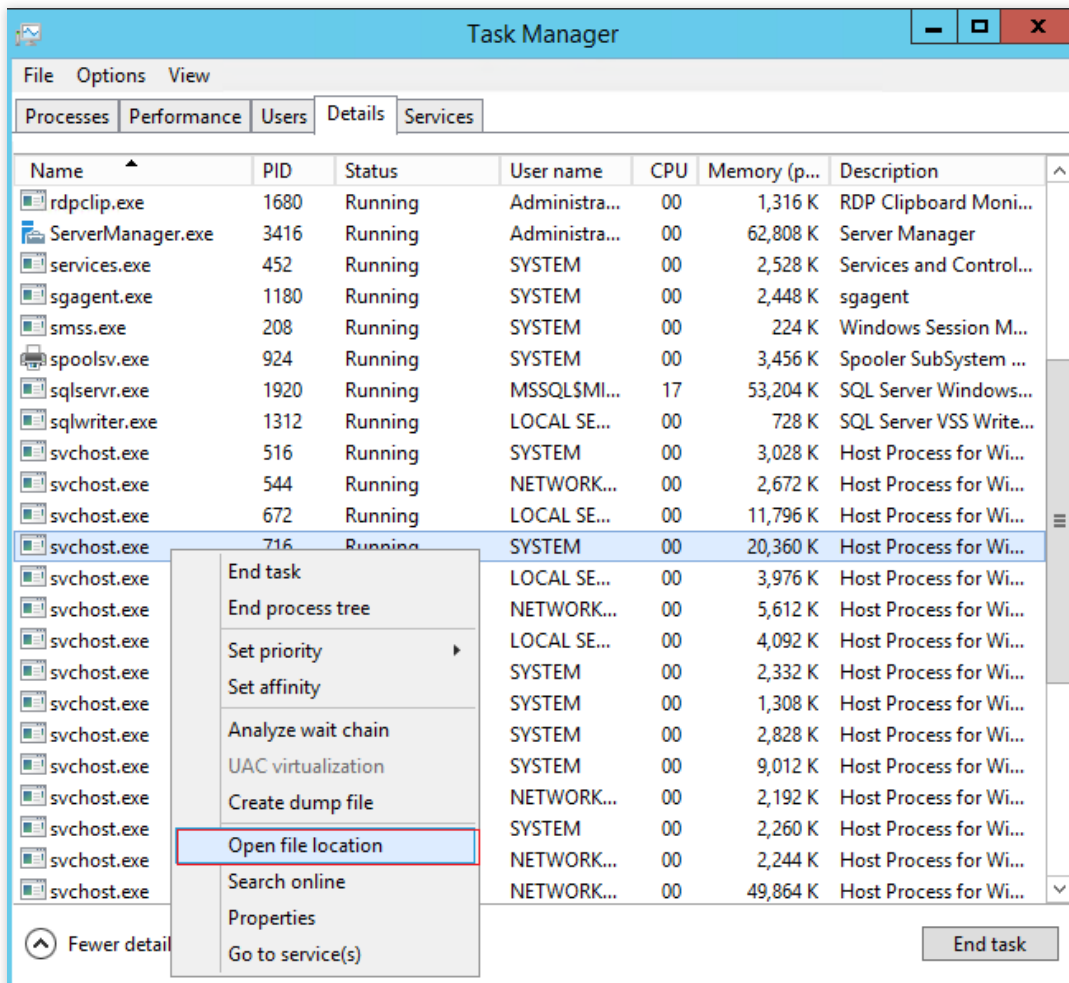 Task Manager
File Options View
Processes Performance Users Details Services
Name PID Status User name CPU Memory (p... Description
rdpclip.exe 1680 Running Administra... 00 1,316 K RDP Clipboard Moni...
ServerManager.exe 3416 Running Administra... 00 62,808 K Server Manager
services.exe 452 Running SYSTEM 00 2,528 K Services and Control...
sgagent.exe 1180 Running SYSTEM 00 2,448 K sgagent
smss.exe 208 Running SYSTEM 00 224 K Windows Session M...
spoolsv.exe 924 Running SYSTEM 00 3,456 K Spooler SubSystem ...
sqlservr.exe 1920 Running MSSQL$MI... 17 53,204 K SQL Server Windows...
sqlwriter.exe 1312 Running LOCAL SE... 00 728 K SQL Server VSS Write...
svchost.exe 516 Running SYSTEM 00 3,028 K Host Process for Wi...
svchost.exe 544 Running NETWORK... 00 2,672 K Host Process for Wi...
svchost.exe 672 Running LOCAL SE... 00 11,796 K Host Process for Wi...
svchost.exe 716 Running SYSTEM 00 20,360 K Host Process for Wi...
svchost.exe End task LOCAL SE... 00 3,976 K Host Process for Wi...
svchost.exe End process tree NETWORK... 00 5,612 K Host Process for Wi...
svchost.exe Set priority LOCAL SE... 00 4,092 K Host Process for Wi...
svchost.exe Set affinity SYSTEM 00 2,332 K Host Process for Wi...
svchost.exe SYSTEM 00 1,308 K Host Process for Wi...
svchost.exe Analyze wait chain SYSTEM 00 2,828 K Host Process for Wi...
svchost.exe UAC virtualization SYSTEM 00 9,012 K Host Process for Wi...
svchost.exe Create dump file NETWORK... 00 2,192 K Host Process for Wi...
svchost.exe Open file location SYSTEM 00 2,260 K Host Process for Wi...
svchost.exe NETWORK... 00 2,244 K Host Process for Wi...
svchost.exe Search online NETWORK... 00 49,864 K Host Process for Wi...
Properties
Fewer detail Go to service(s) End task